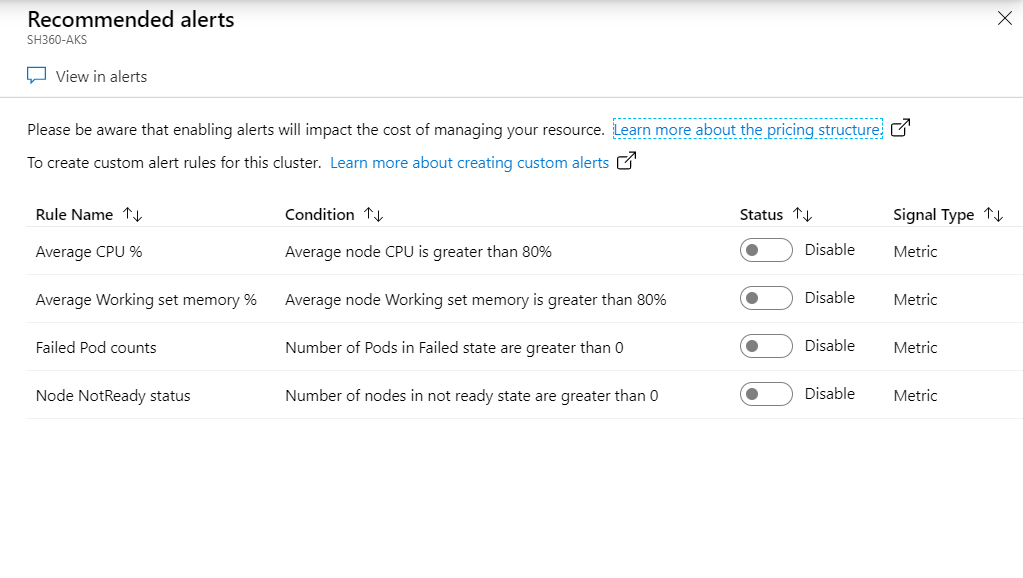 Recommended alerts
SH360-AKS
View in alerts
Please be aware that enabling alerts will impact the cost of managing your resource. Learn more about the pricing structure.
To create custom alert rules for this cluster. Learn more about creating custom alerts
Rule Name Condition Status Signal Type
Average CPU % Average node CPU is greater than 80% Disable Metric
Average Working set memory % Average node Working set memory is greater than 80% Disable Metric
Failed Pod counts Number of Pods in Failed state are greater than 0 Disable Metric
Node NotReady status Number of nodes in not ready state are greater than 0 Disable Metric